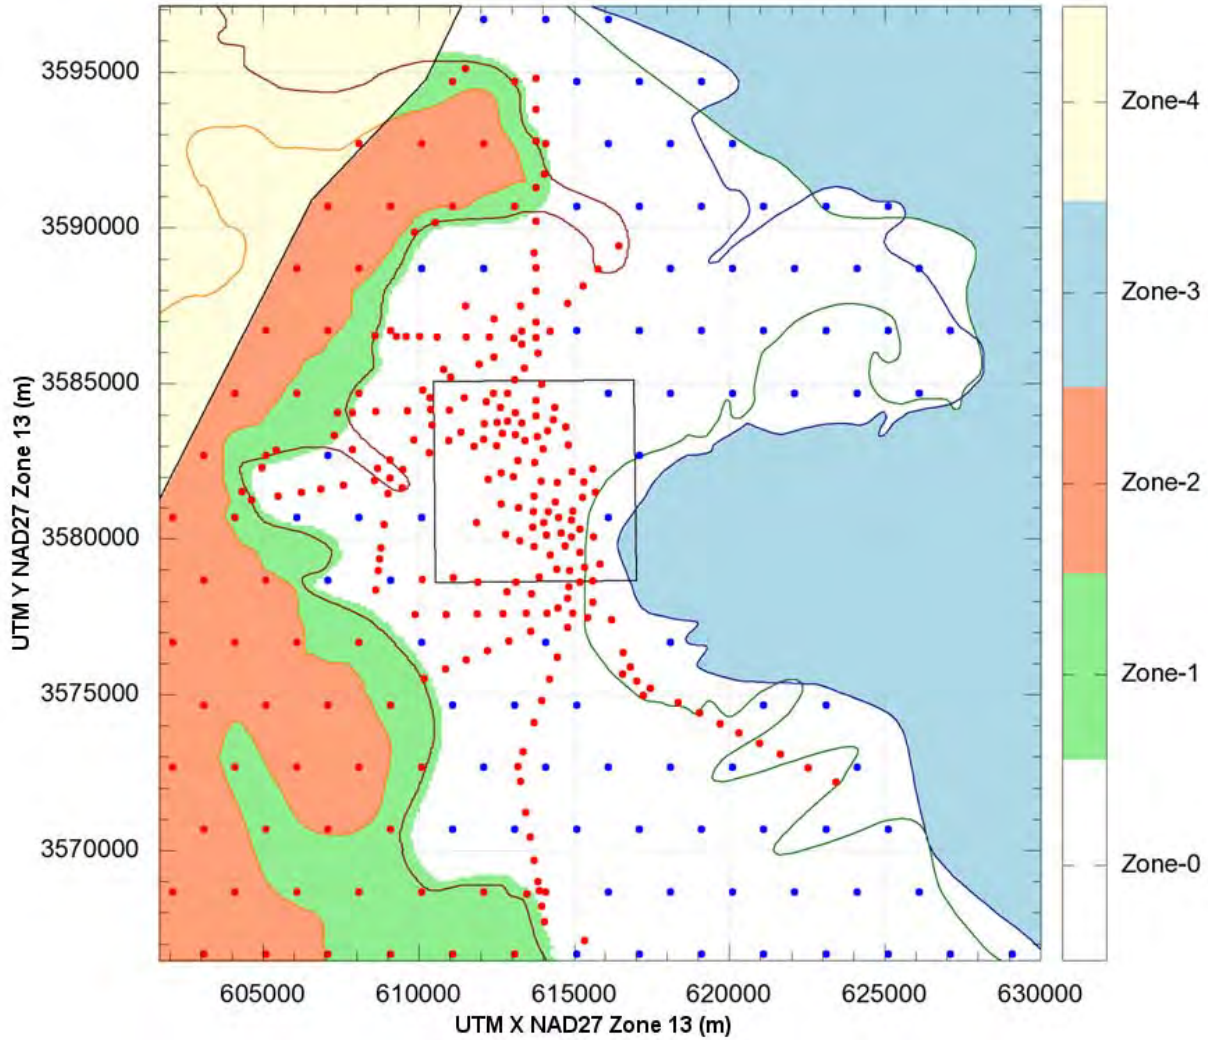 3595000
3590000
3585000
3580000
3575000
3570000
UTM Y NAD27 Zone 13 (m)
605000
610000
615000
620000
625000
630000
UTM X NAD27 Zone 13 (m)
Zone-4
Zone-3
Zone-2
Zone-1
Zone-0